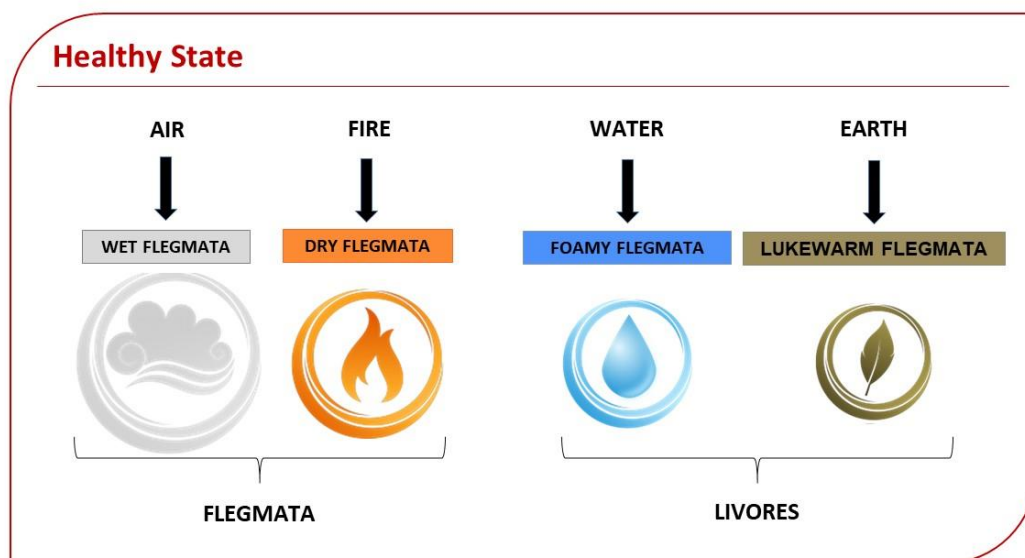 Healthy State
AIR FIRE WATER EARTH
WET FLEGMATA DRY FLEGMATA FOAMY FLEGMATA LUKEWARM FLEGMATA
FLEGMATA LIVORES